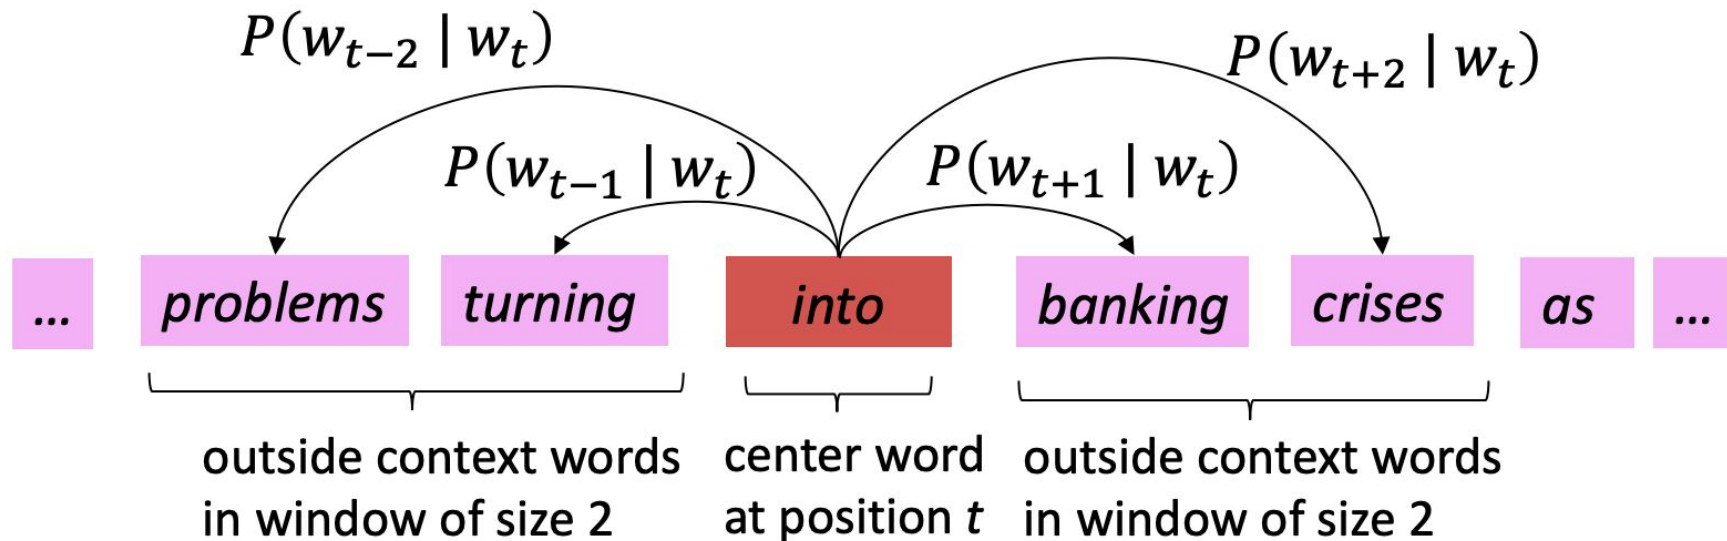 P(w_{t−2} | w_t)
P(w_{t+2} | w_t)
P(w_{t−1} | w_t)
P(w_{t+1} | w_t)
... problems turning into banking crises as ...
outside context words
in window of size 2
center word
at position t
outside context words
in window of size 2